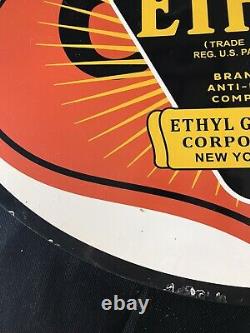 ETH
(TRADE
REG. U.S. PA
BRAN
ANTI-
COMP
ETHYL G
CORPO
NEW YO